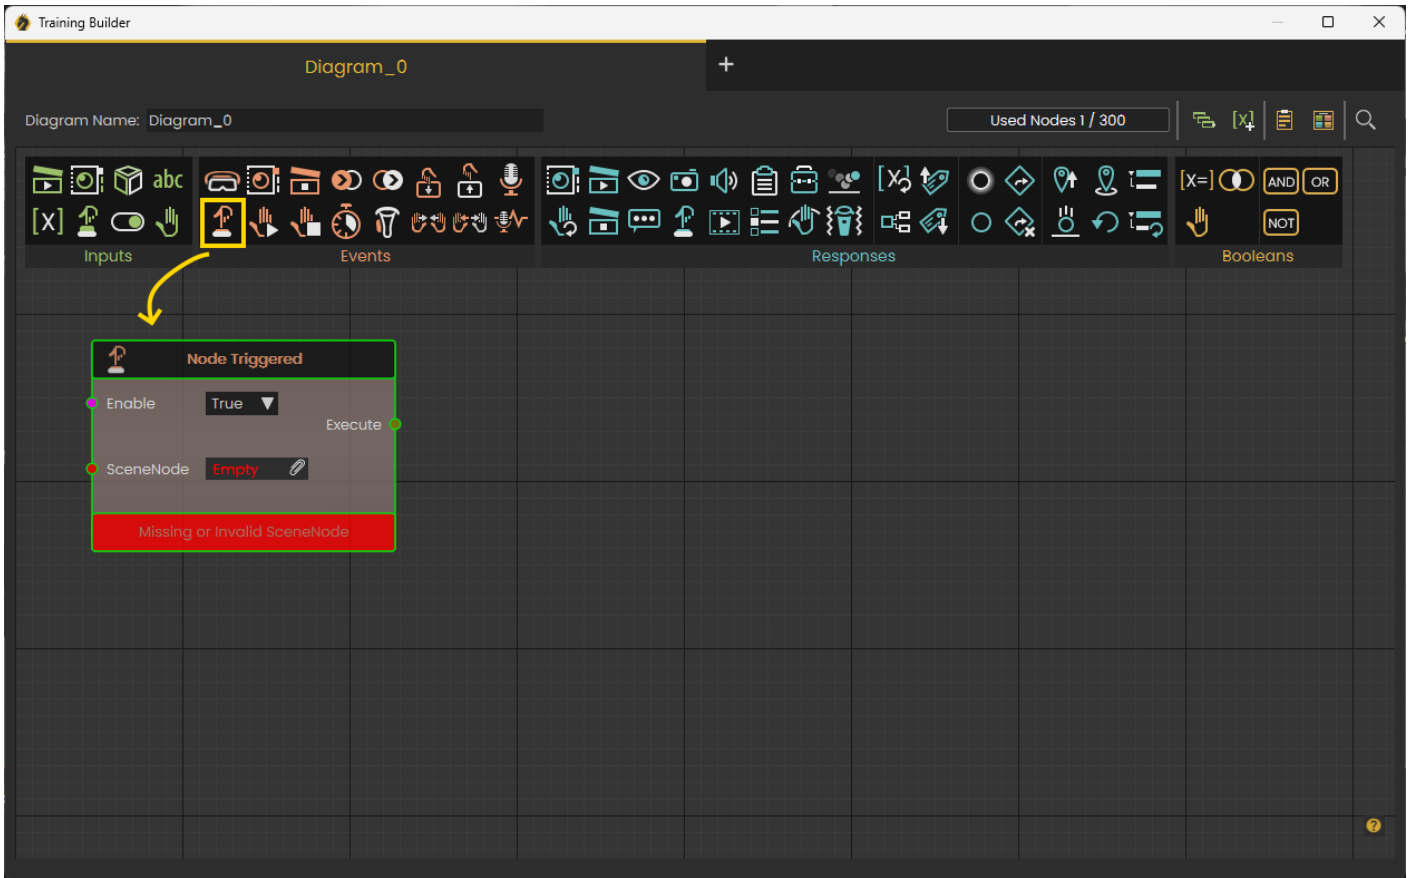 Training Builder
Diagram_0
+
Diagram Name: Diagram_0
Used Nodes 1 / 300
[X]
abc
[X]
[X=]
AND
OR
[X]
NOT
Inputs
Events
Responses
Booleans
Node Triggered
Enable
True
Execute
SceneNode
Empty
Missing or Invalid SceneNode
?